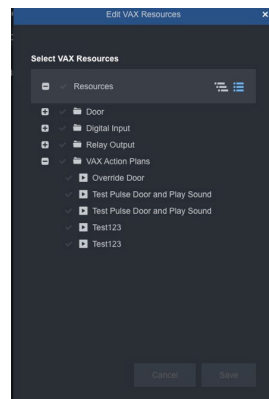 Edit VAX Resources
Select VAX Resources
Resources
Door
Digital Input
Relay Output
VAX Action Plans
Override Door
Test Pulse Door and Play Sound
Test Pulse Door and Play Sound
Test123
Test123
Cancel Save